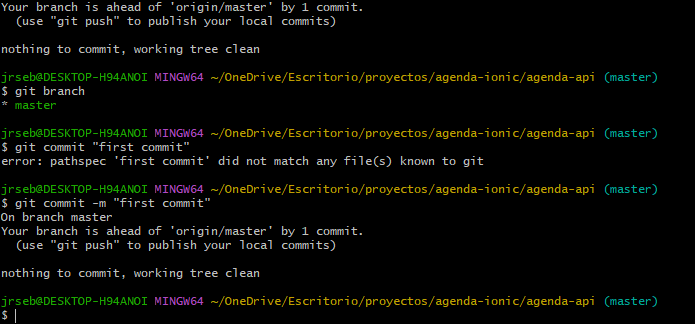 Your branch is ahead of 'origin/master' by 1 commit.
  (use "git push" to publish your local commits)

nothing to commit, working tree clean

jrseb@DESKTOP-H94ANOI MINGW64 ~/OneDrive/Escritorio/proyectos/agenda-ionic/agenda-api (master)
$ git branch
* master

jrseb@DESKTOP-H94ANOI MINGW64 ~/OneDrive/Escritorio/proyectos/agenda-ionic/agenda-api (master)
$ git commit "first commit"
error: pathspec 'first commit' did not match any file(s) known to git

jrseb@DESKTOP-H94ANOI MINGW64 ~/OneDrive/Escritorio/proyectos/agenda-ionic/agenda-api (master)
$ git commit -m "first commit"
On branch master
Your branch is ahead of 'origin/master' by 1 commit.
  (use "git push" to publish your local commits)

nothing to commit, working tree clean

jrseb@DESKTOP-H94ANOI MINGW64 ~/OneDrive/Escritorio/proyectos/agenda-ionic/agenda-api (master)
$